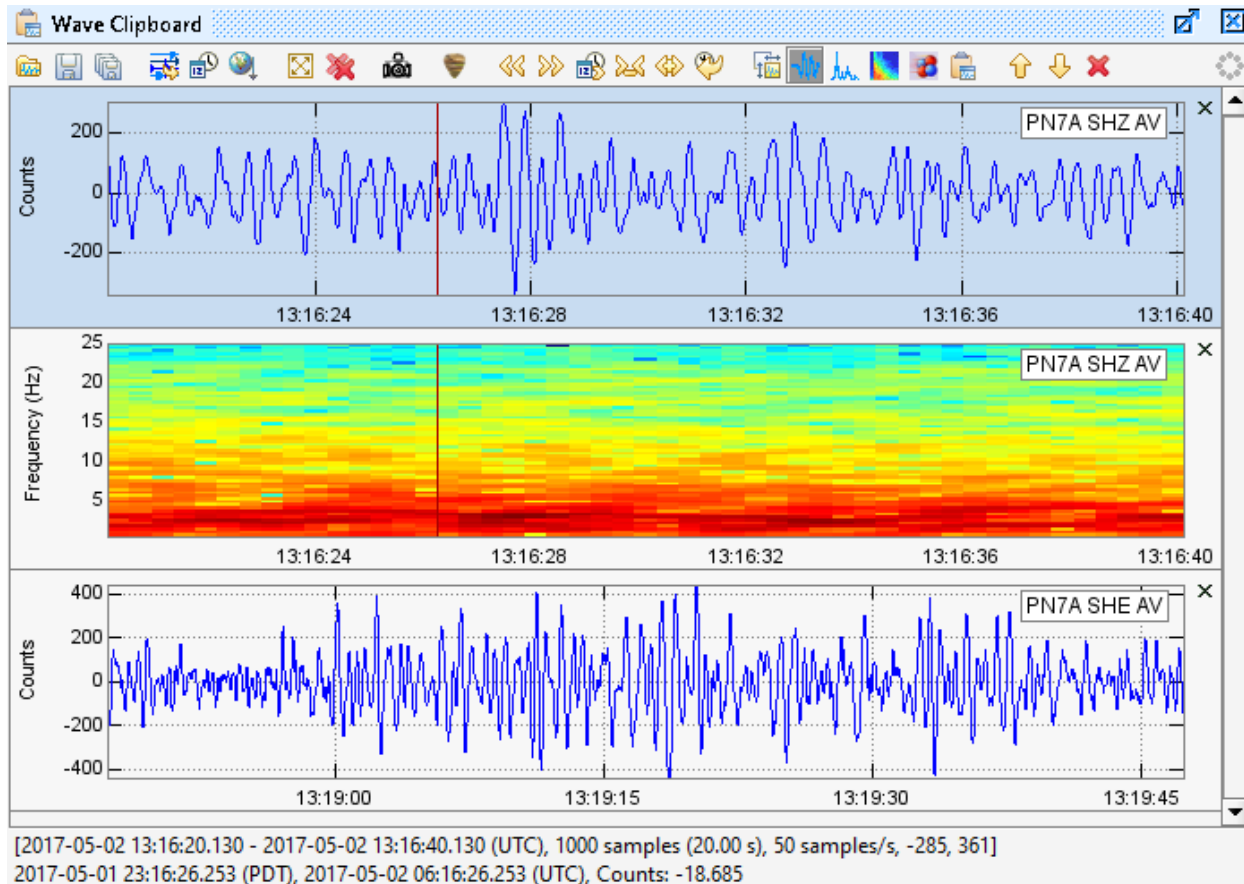 Wave Clipboard
PN7A SHZ AV
Counts
200
0
-200
13:16:24 13:16:28 13:16:32 13:16:36 13:16:40
PN7A SHZ AV
Frequency (Hz)
25
20
15
10
5
13:16:24 13:16:28 13:16:32 13:16:36 13:16:40
PN7A SHE AV
Counts
400
200
0
-200
-400
13:19:00 13:19:15 13:19:30 13:19:45
[2017-05-02 13:16:20.130 - 2017-05-02 13:16:40.130 (UTC), 1000 samples (20.00 s), 50 samples/s, -285, 361]
2017-05-01 23:16:26.253 (PDT), 2017-05-02 06:16:26.253 (UTC), Counts: -18.685